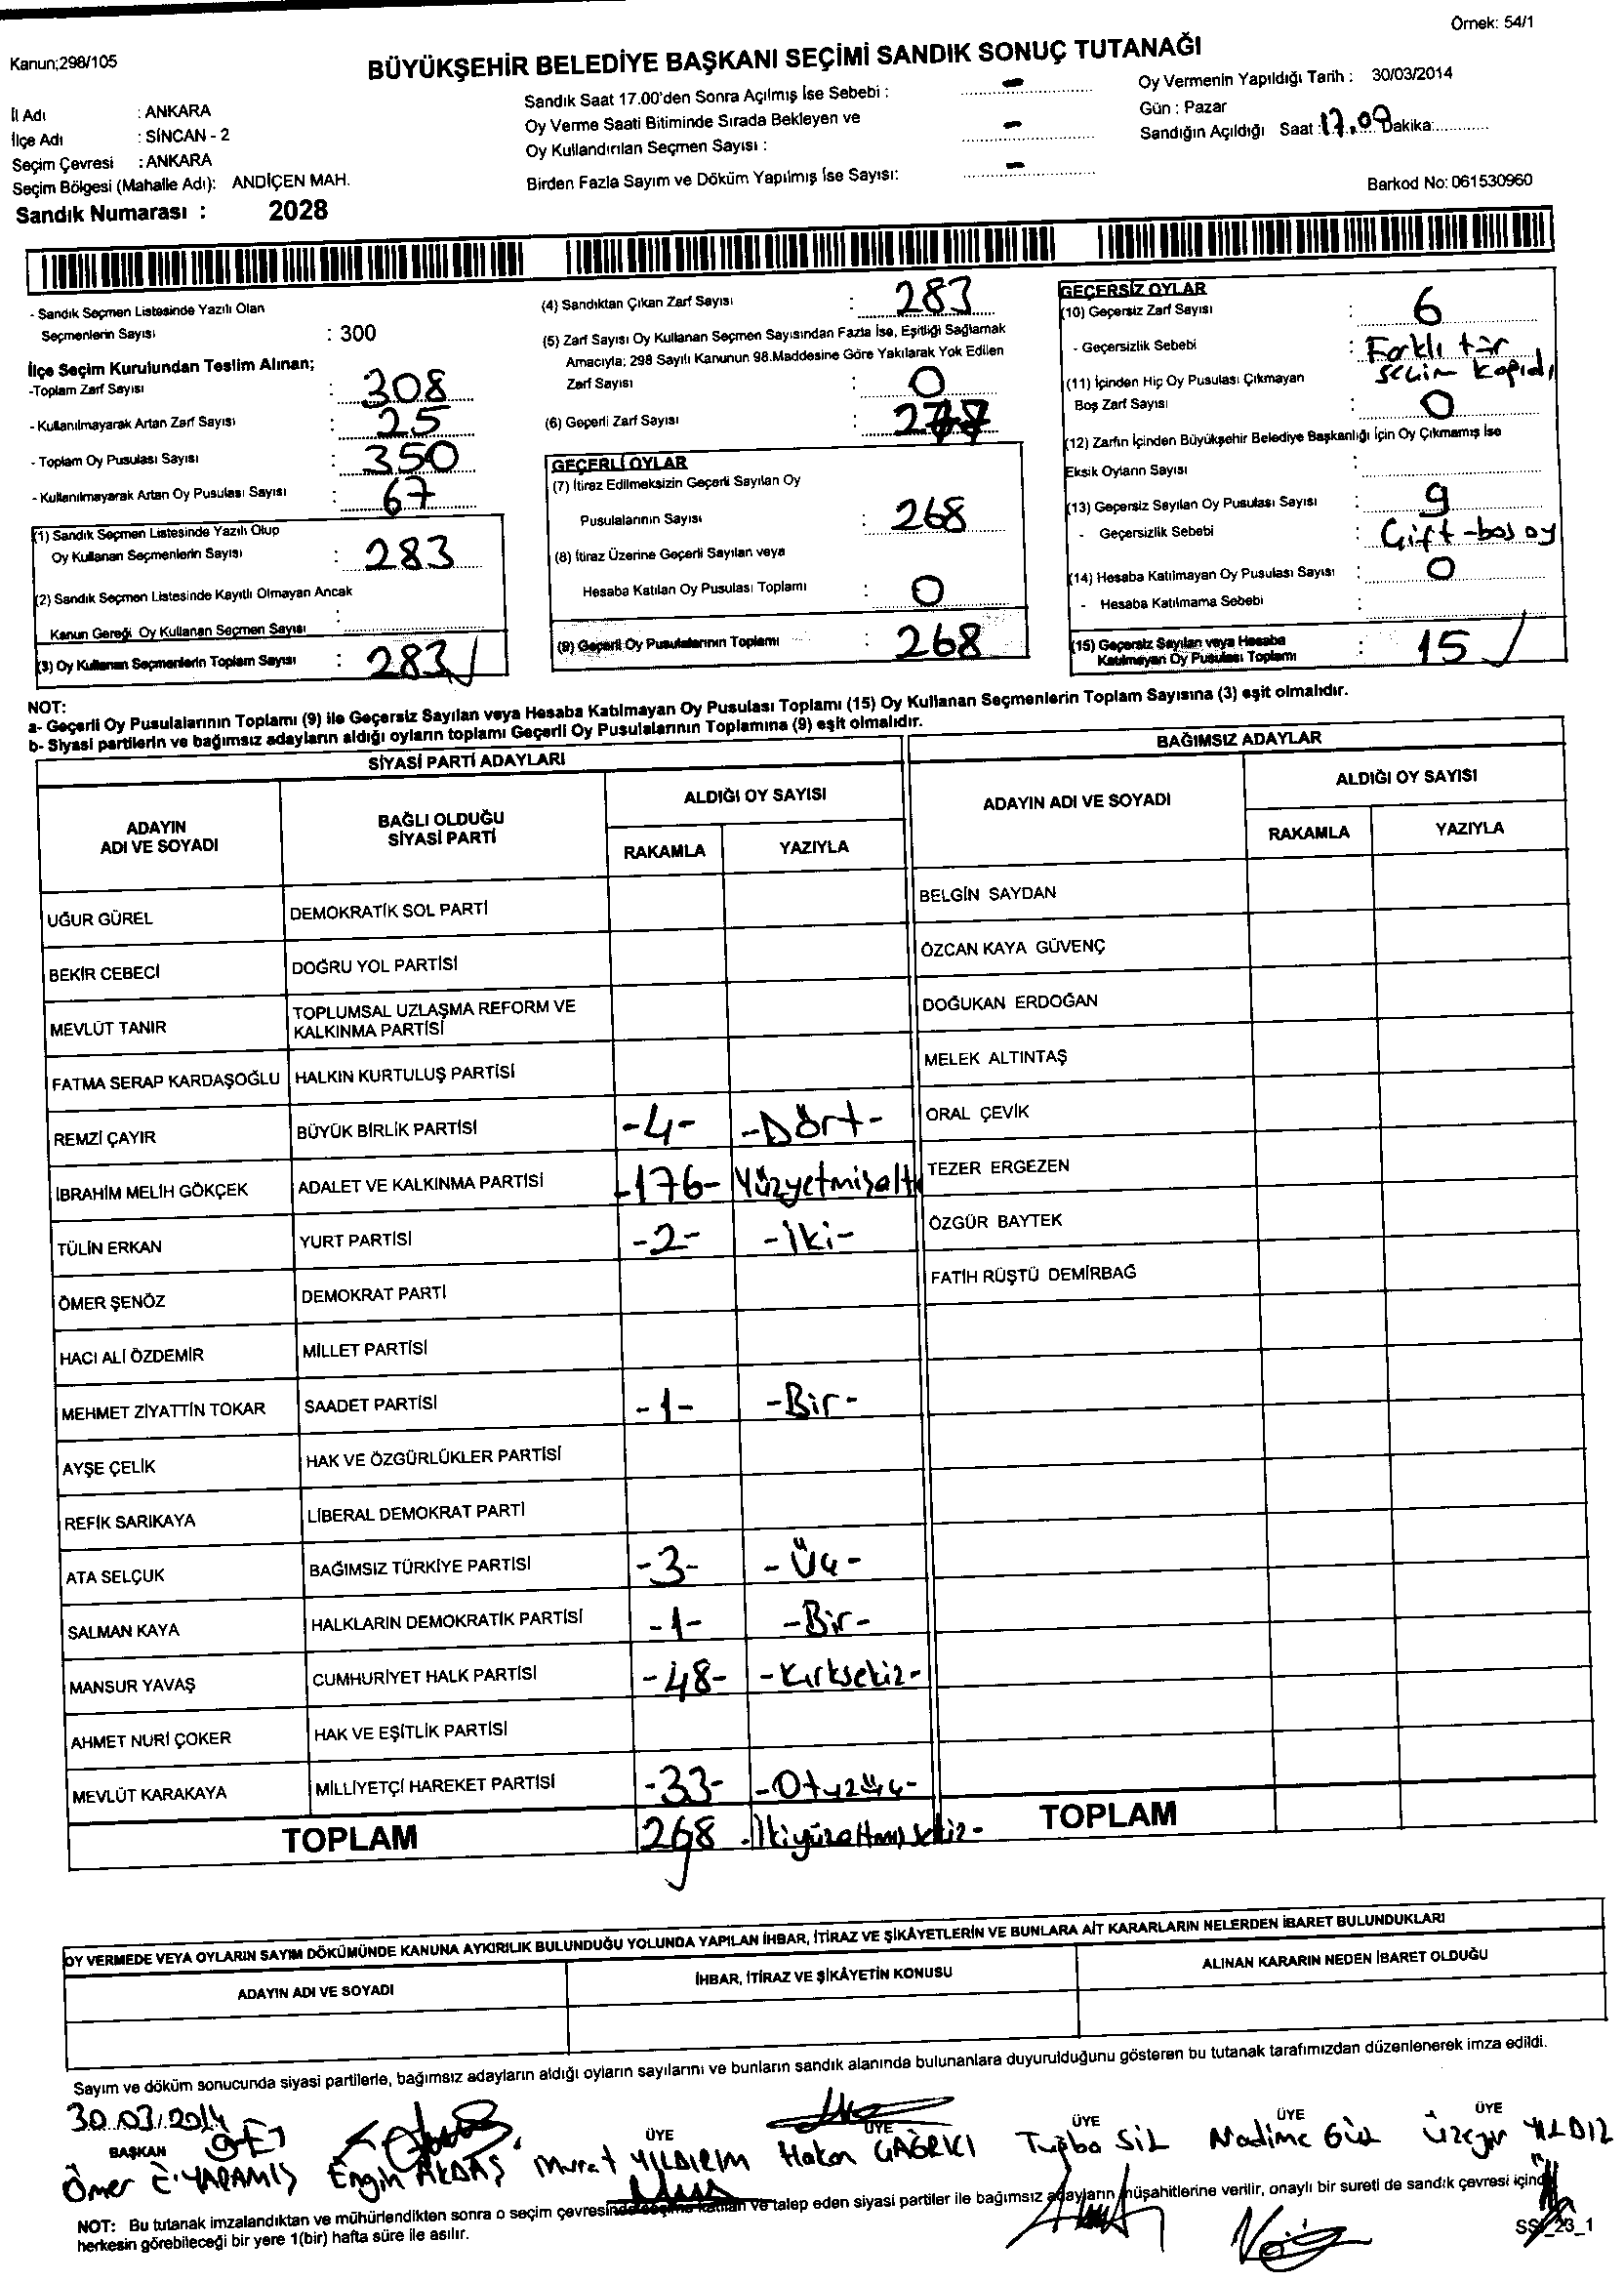 Örnek: 54/1
Kanun;298/105
BÜYÜKŞEHİR BELEDİYE BAŞKANI SEÇİMİ SANDIK SONUÇ TUTANAĞI
İl Adı : ANKARA
İlçe Adı : SİNCAN - 2
Seçim Çevresi : ANKARA
Seçim Bölgesi (Mahalle Adı): ANDİÇEN MAH.
Sandık Numarası : 2028
Sandık Saat 17.00'den Sonra Açılmış İse Sebebi : -
Oy Verme Saati Bitiminde Sırada Bekleyen ve
Oy Kullandırılan Seçmen Sayısı : -
Birden Fazla Sayım ve Döküm Yapılmış İse Sayısı: -
Oy Vermenin Yapıldığı Tarih : 30/03/2014
Gün : Pazar
Sandığın Açıldığı Saat : 17.09 Dakika:
Barkod No: 061530960
- Sandık Seçmen Listesinde Yazılı Olan
Seçmenlerin Sayısı : 300
İlçe Seçim Kurulundan Teslim Alınan;
-Toplam Zarf Sayısı : 308
- Kullanılmayarak Artan Zarf Sayısı : 25
- Toplam Oy Pusulası Sayısı : 350
- Kullanılmayarak Artan Oy Pusulası Sayısı : 67
(1) Sandık Seçmen Listesinde Yazılı Olup
Oy Kullanan Seçmenlerin Sayısı : 283
(2) Sandık Seçmen Listesinde Kayıtlı Olmayan Ancak
Kanun Gereği Oy Kullanan Seçmen Sayısı :
(3) Oy Kullanan Seçmenlerin Toplam Sayısı : 283
(4) Sandıktan Çıkan Zarf Sayısı : 283
(5) Zarf Sayısı Oy Kullanan Seçmen Sayısından Fazla İse, Eşitliği Sağlamak
Amacıyla; 298 Sayılı Kanunun 98.Maddesine Göre Yakılarak Yok Edilen
Zarf Sayısı : 0
(6) Geçerli Zarf Sayısı : 277
GEÇERLİ OYLAR
(7) İtiraz Edilmeksizin Geçerli Sayılan Oy
Pusulalarının Sayısı : 268
(8) İtiraz Üzerine Geçerli Sayılan veya
Hesaba Katılan Oy Pusulası Toplamı : 0
(9) Geçerli Oy Pusulalarının Toplamı : 268
GEÇERSİZ OYLAR
(10) Geçersiz Zarf Sayısı : 6
- Geçersizlik Sebebi : Farklı tür
seçim kağıdı
(11) İçinden Hiç Oy Pusulası Çıkmayan
Boş Zarf Sayısı : 0
(12) Zarfın İçinden Büyükşehir Belediye Başkanlığı İçin Oy Çıkmamış İse
Eksik Oyların Sayısı :
(13) Geçersiz Sayılan Oy Pusulası Sayısı : 9
- Geçersizlik Sebebi : Çift-boş oy
(14) Hesaba Katılmayan Oy Pusulası Sayısı : 0
- Hesaba Katılmama Sebebi :
(15) Geçersiz Sayılan veya Hesaba
Katılmayan Oy Pusulası Toplamı : 15
NOT:
a- Geçerli Oy Pusulalarının Toplamı (9) ile Geçersiz Sayılan veya Hesaba Katılmayan Oy Pusulası Toplamı (15) Oy Kullanan Seçmenlerin Toplam Sayısına (3) eşit olmalıdır.
b- Siyasi partilerin ve bağımsız adayların aldığı oyların toplamı Geçerli Oy Pusulalarının Toplamına (9) eşit olmalıdır.
SİYASİ PARTİ ADAYLARI
ADAYIN ADI VE SOYADI BAĞLI OLDUĞU SİYASİ PARTİ ALDIĞI OY SAYISI
RAKAMLA YAZIYLA
UĞUR GÜREL DEMOKRATİK SOL PARTİ
BEKİR CEBECİ DOĞRU YOL PARTİSİ
MEVLÜT TANIR TOPLUMSAL UZLAŞMA REFORM VE KALKINMA PARTİSİ
FATMA SERAP KARDAŞOĞLU HALKIN KURTULUŞ PARTİSİ
REMZİ ÇAYIR BÜYÜK BİRLİK PARTİSİ -4- -Dört-
İBRAHİM MELİH GÖKÇEK ADALET VE KALKINMA PARTİSİ -176- Yüzyetmişaltı
TÜLİN ERKAN YURT PARTİSİ -2- -İki-
ÖMER ŞENÖZ DEMOKRAT PARTİ
HACI ALİ ÖZDEMİR MİLLET PARTİSİ
MEHMET ZİYATTİN TOKAR SAADET PARTİSİ -1- -Bir-
AYŞE ÇELİK HAK VE ÖZGÜRLÜKLER PARTİSİ
REFİK SARIKAYA LİBERAL DEMOKRAT PARTİ
ATA SELÇUK BAĞIMSIZ TÜRKİYE PARTİSİ -3- -Üç-
SALMAN KAYA HALKLARIN DEMOKRATİK PARTİSİ -1- -Bir-
MANSUR YAVAŞ CUMHURİYET HALK PARTİSİ -48- -Kırksekiz-
AHMET NURİ ÇOKER HAK VE EŞİTLİK PARTİSİ
MEVLÜT KARAKAYA MİLLİYETÇİ HAREKET PARTİSİ -33- -Otuzüç-
TOPLAM 268 -İkiyüzaltmışsekiz-
BAĞIMSIZ ADAYLAR
ADAYIN ADI VE SOYADI ALDIĞI OY SAYISI
RAKAMLA YAZIYLA
BELGİN SAYDAN
ÖZCAN KAYA GÜVENÇ
DOĞUKAN ERDOĞAN
MELEK ALTINTAŞ
ORAL ÇEVİK
TEZER ERGEZEN
ÖZGÜR BAYTEK
FATİH RÜŞTÜ DEMİRBAĞ
TOPLAM
OY VERMEDE VEYA OYLARIN SAYIM DÖKÜMÜNDE KANUNA AYKIRILIK BULUNDUĞU YOLUNDA YAPILAN İHBAR, İTİRAZ VE ŞİKÂYETLERİN VE BUNLARA AİT KARARLARIN NELERDEN İBARET BULUNDUKLARI
ADAYIN ADI VE SOYADI İHBAR, İTİRAZ VE ŞİKÂYETİN KONUSU ALINAN KARARIN NEDEN İBARET OLDUĞU
Sayım ve döküm sonucunda siyasi partilerle, bağımsız adayların aldığı oyların sayılarını ve bunların sandık alanında bulunanlara duyurulduğunu gösteren bu tutanak tarafımızdan düzenlenerek imza edildi.
30.03.2014
BAŞKAN ÜYE ÜYE ÜYE ÜYE ÜYE
Ömer E. YARAMIŞ Engin AKDAŞ Murat YILDIRIM Hakan ÇAĞRICI Tuğba SİL Nadime GÜL Üzeyir YILDIZ
NOT: Bu tutanak imzalandıktan ve mühürlendikten sonra o seçim çevresinde seçime katılan ve talep eden siyasi partiler ile bağımsız adayların müşahitlerine verilir, onaylı bir sureti de sandık çevresi içinde
herkesin görebileceği bir yere 1(bir) hafta süre ile asılır.